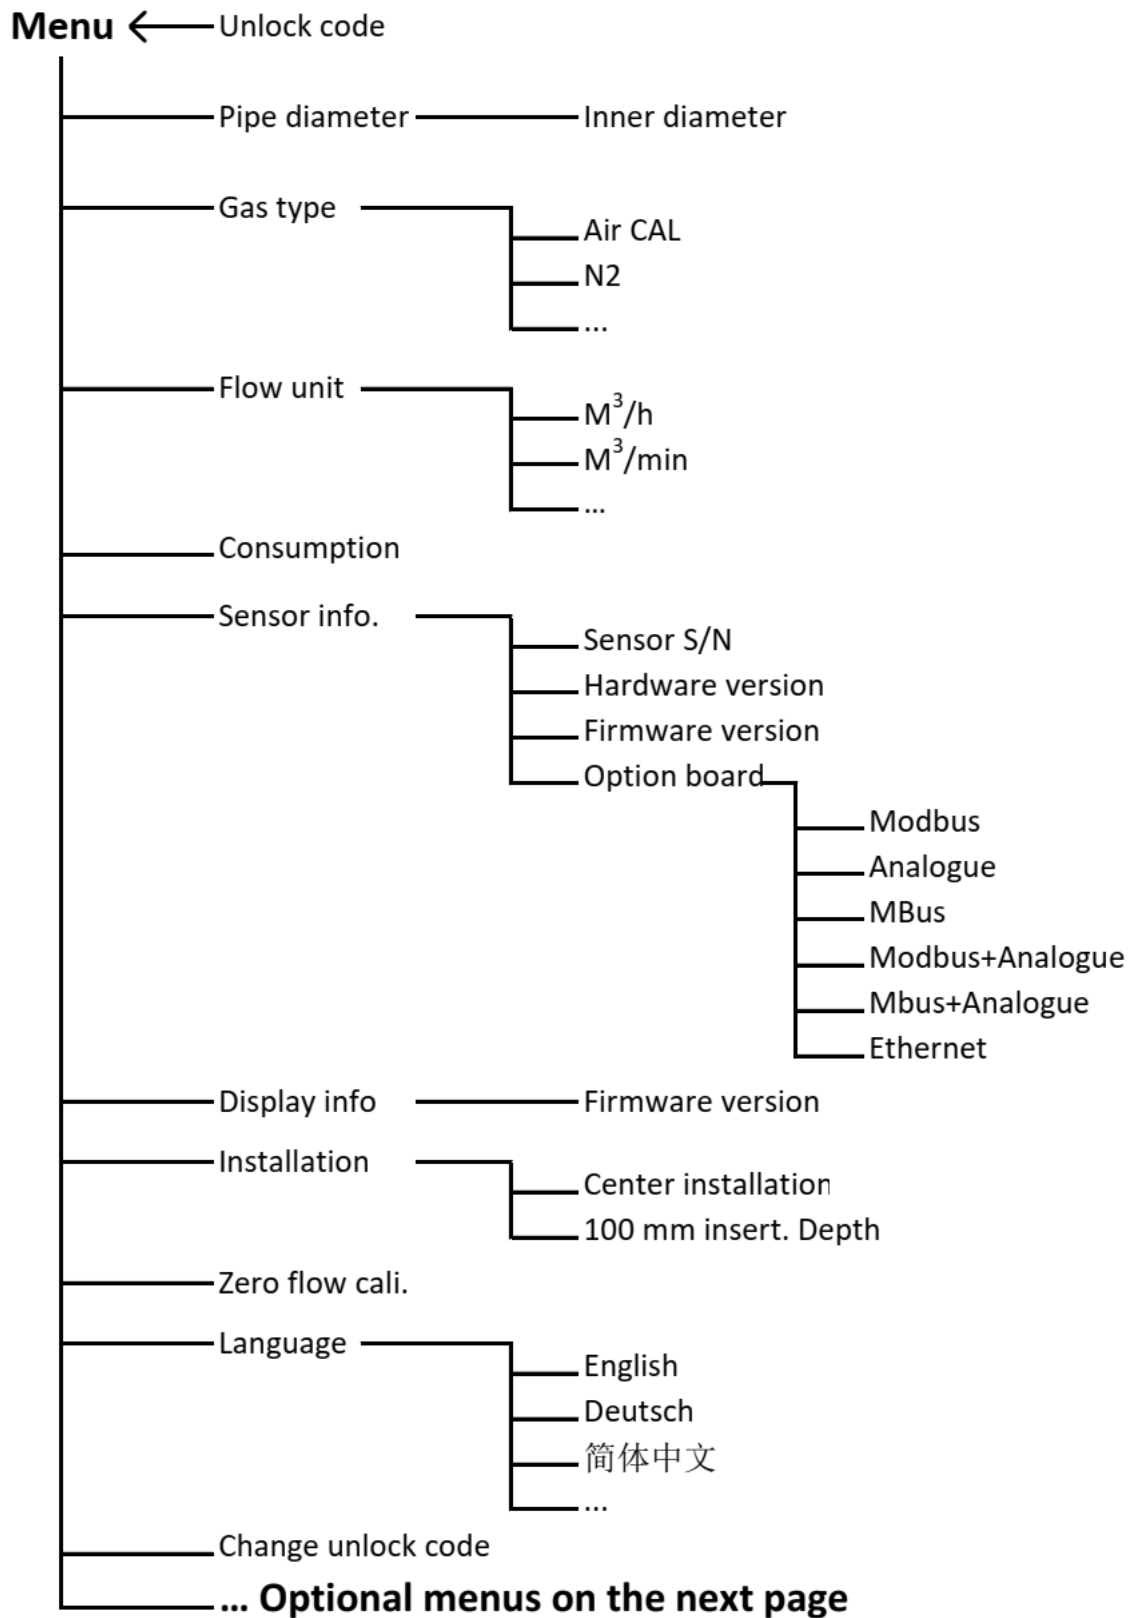 Menu Unlock code
Pipe diameter Inner diameter
Gas type
Air CAL
N2
...
Flow unit
M³/h
M³/min
...
Consumption
Sensor info.
Sensor S/N
Hardware version
Firmware version
Option board
Modbus
Analogue
MBus
Modbus+Analogue
Mbus+Analogue
Ethernet
Display info Firmware version
Installation
Center installation
100 mm insert. Depth
Zero flow cali.
Language
English
Deutsch
简体中文
...
Change unlock code
... Optional menus on the next page